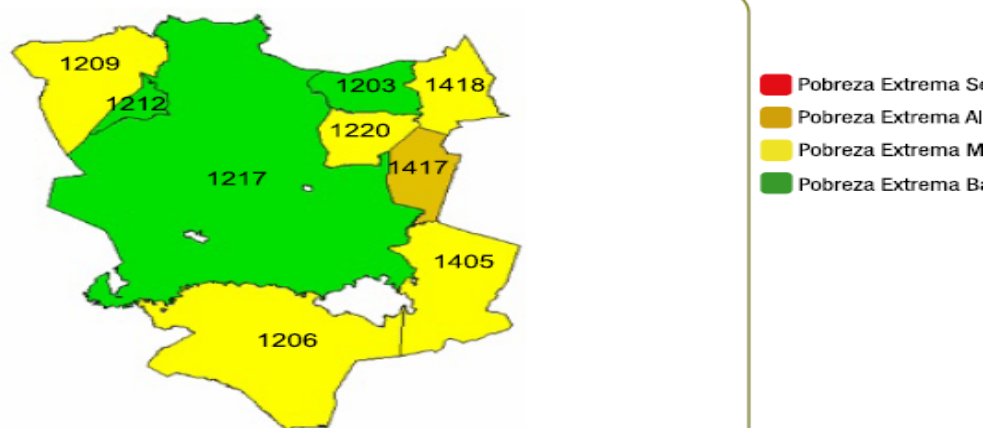 1209
1212
1203
1418
1220
1417
1217
1405
1206
Pobreza Extrema Se
Pobreza Extrema Al
Pobreza Extrema M
Pobreza Extrema Ba